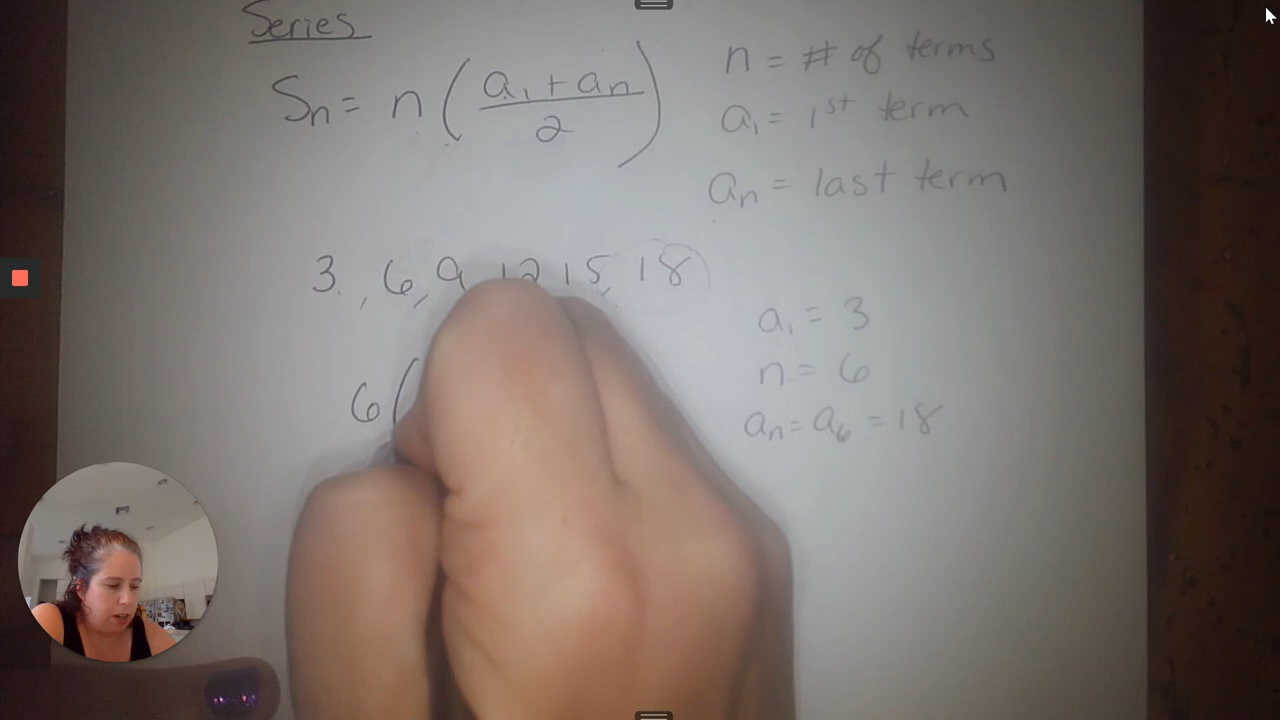 Series
Sn = n ( a₁ + an / 2 )
n = # of terms
a₁ = 1st term
an = last term
3, 6, 9 12 15, 18
a₁ = 3
n = 6
an = a₆ = 18
6 (